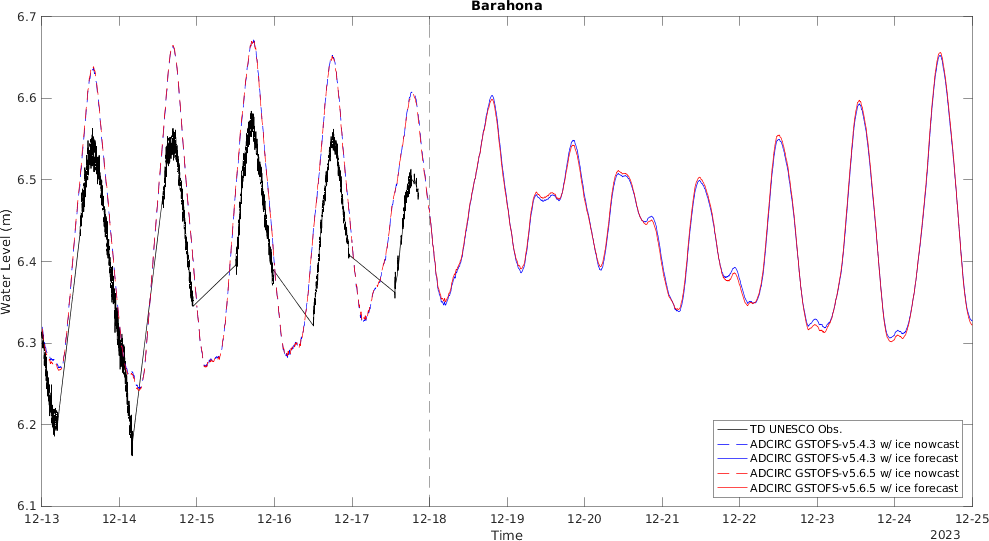 Barahona
6.7
6.6
6.5
6.4
6.3
6.2
6.1
Water Level (m)
12-13 12-14 12-15 12-16 12-17 12-18 12-19 12-20 12-21 12-22 12-23 12-24 12-25
Time
2023
TD UNESCO Obs.
ADCIRC GSTOFS-v5.4.3 w/ ice nowcast
ADCIRC GSTOFS-v5.4.3 w/ ice forecast
ADCIRC GSTOFS-v5.6.5 w/ ice nowcast
ADCIRC GSTOFS-v5.6.5 w/ ice forecast